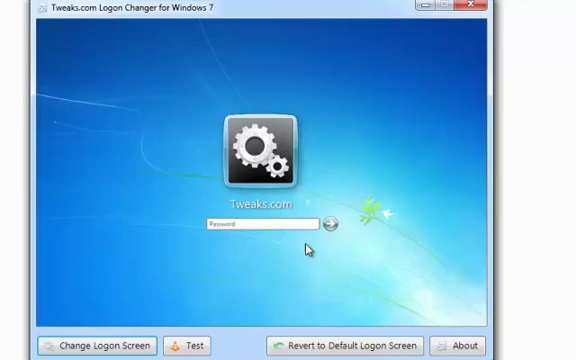 Tweaks.com Logon Changer for Windows 7
Tweaks.com
Password
Change Logon Screen
Test
Revert to Default Logon Screen
About